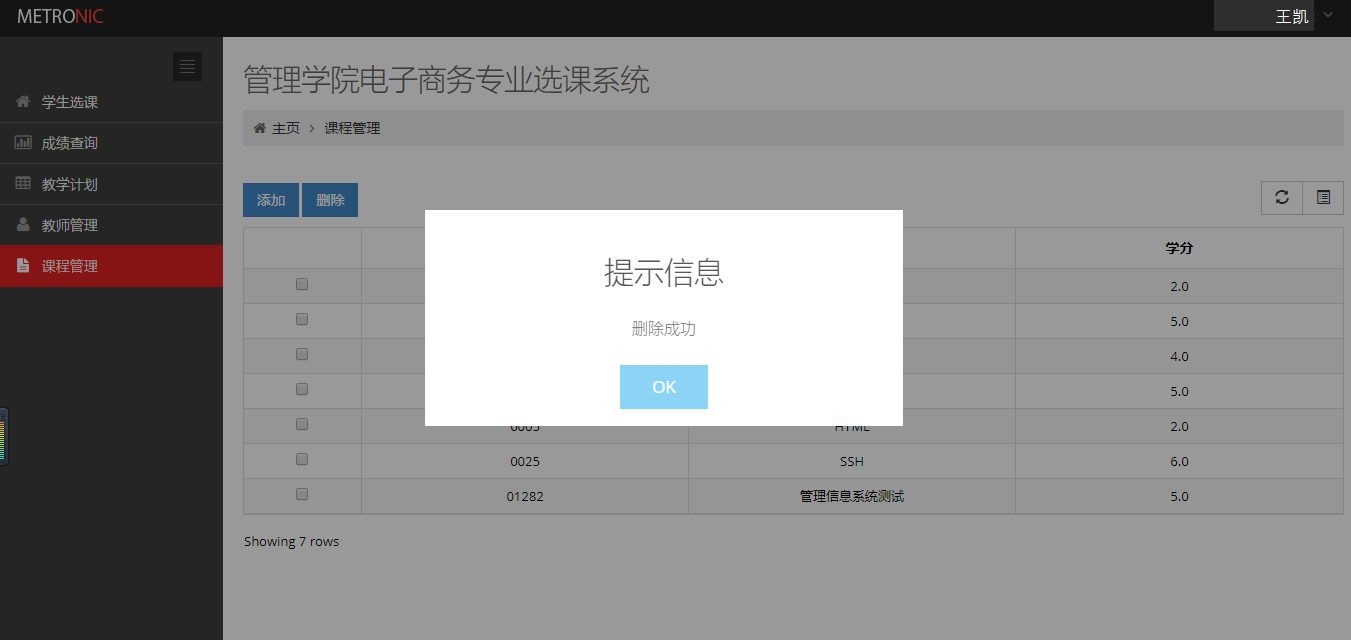 METRONIC
王凯
学生选课
成绩查询
教学计划
教师管理
课程管理
管理学院电子商务专业选课系统
主页 > 课程管理
添加 删除
学分
2.0
5.0
4.0
5.0
0005 HTML 2.0
0025 SSH 6.0
01282 管理信息系统测试 5.0
Showing 7 rows
提示信息
删除成功
OK